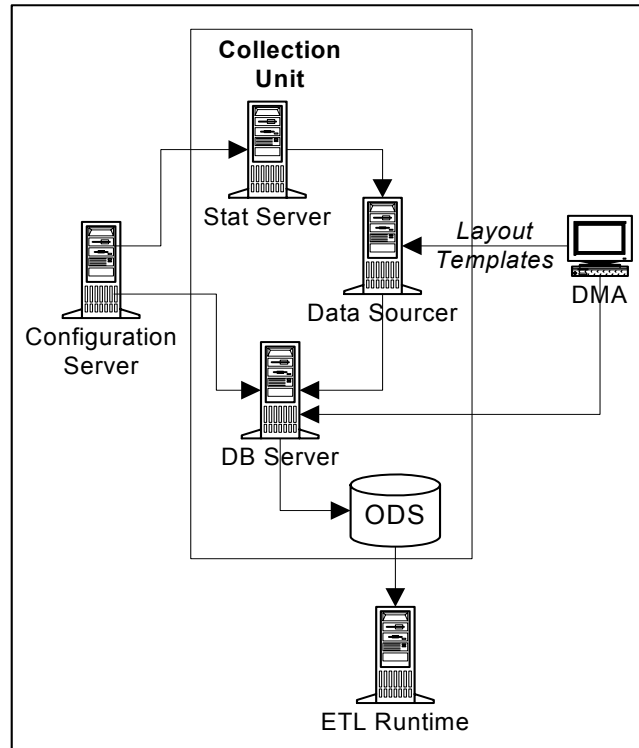 Collection
Unit
Stat Server
Layout
Templates
DMA
Data Sourcer
Configuration
Server
DB Server
ODS
ETL Runtime